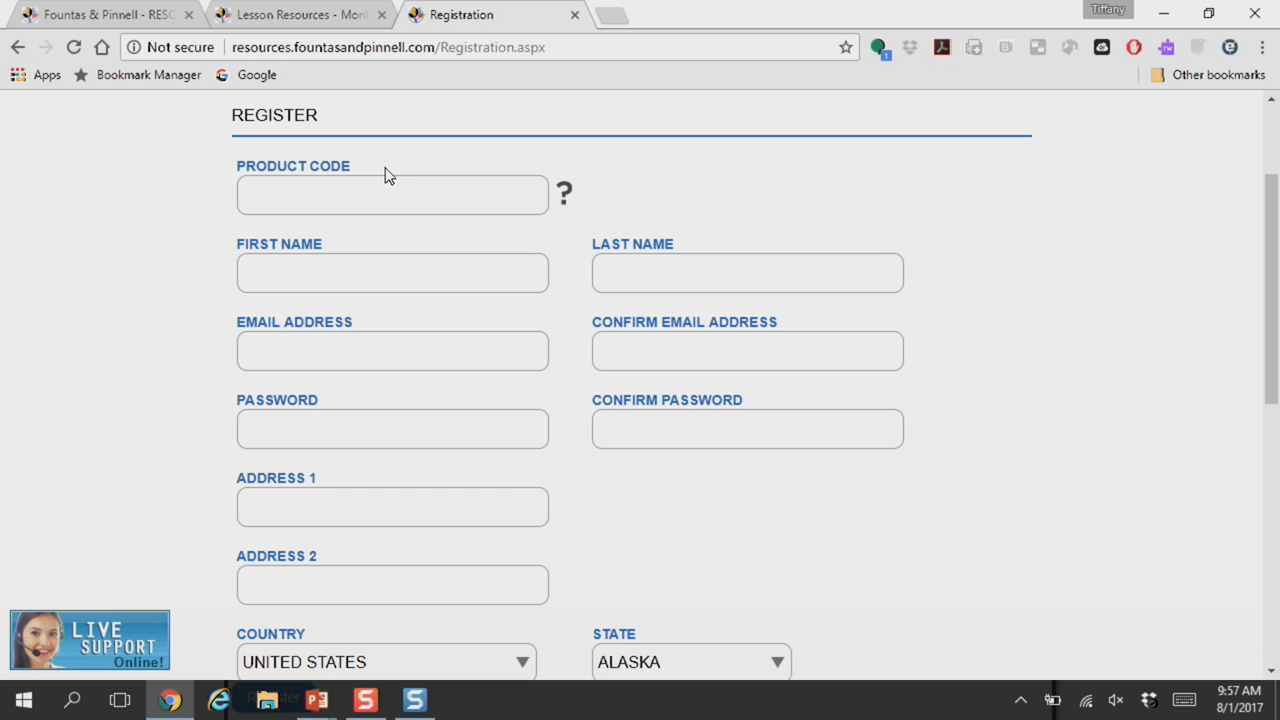 Fountas & Pinnell - RESC
Lesson Resources - Mon
Registration
Tiffany
Not secure
resources.fountasandpinnell.com/Registration.aspx
1
Apps
Bookmark Manager
Google
Other bookmarks
REGISTER
PRODUCT CODE
?
FIRST NAME
LAST NAME
EMAIL ADDRESS
CONFIRM EMAIL ADDRESS
PASSWORD
CONFIRM PASSWORD
ADDRESS 1
ADDRESS 2
LIVE
SUPPORT
Online!
COUNTRY
STATE
UNITED STATES
ALASKA
9:57 AM
8/1/2017